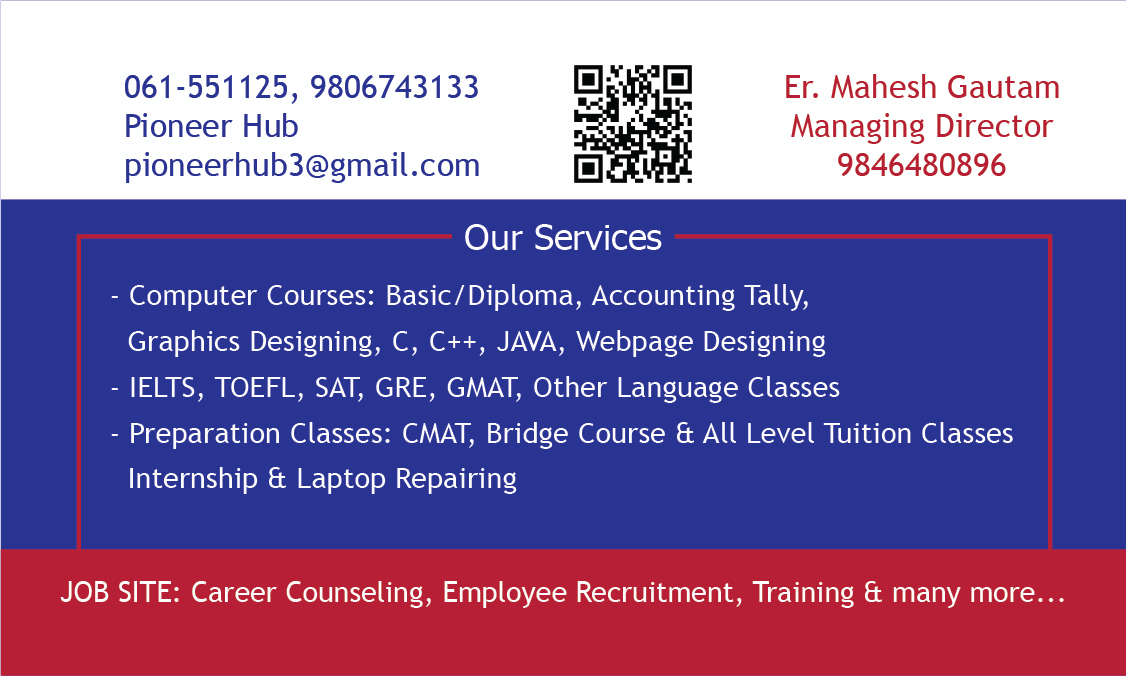 061-551125, 9806743133
Pioneer Hub
pioneerhub3@gmail.com
Er. Mahesh Gautam
Managing Director
9846480896
Our Services
- Computer Courses: Basic/Diploma, Accounting Tally,
Graphics Designing, C, C++, JAVA, Webpage Designing
- IELTS, TOEFL, SAT, GRE, GMAT, Other Language Classes
- Preparation Classes: CMAT, Bridge Course & All Level Tuition Classes
Internship & Laptop Repairing
JOB SITE: Career Counseling, Employee Recruitment, Training & many more...